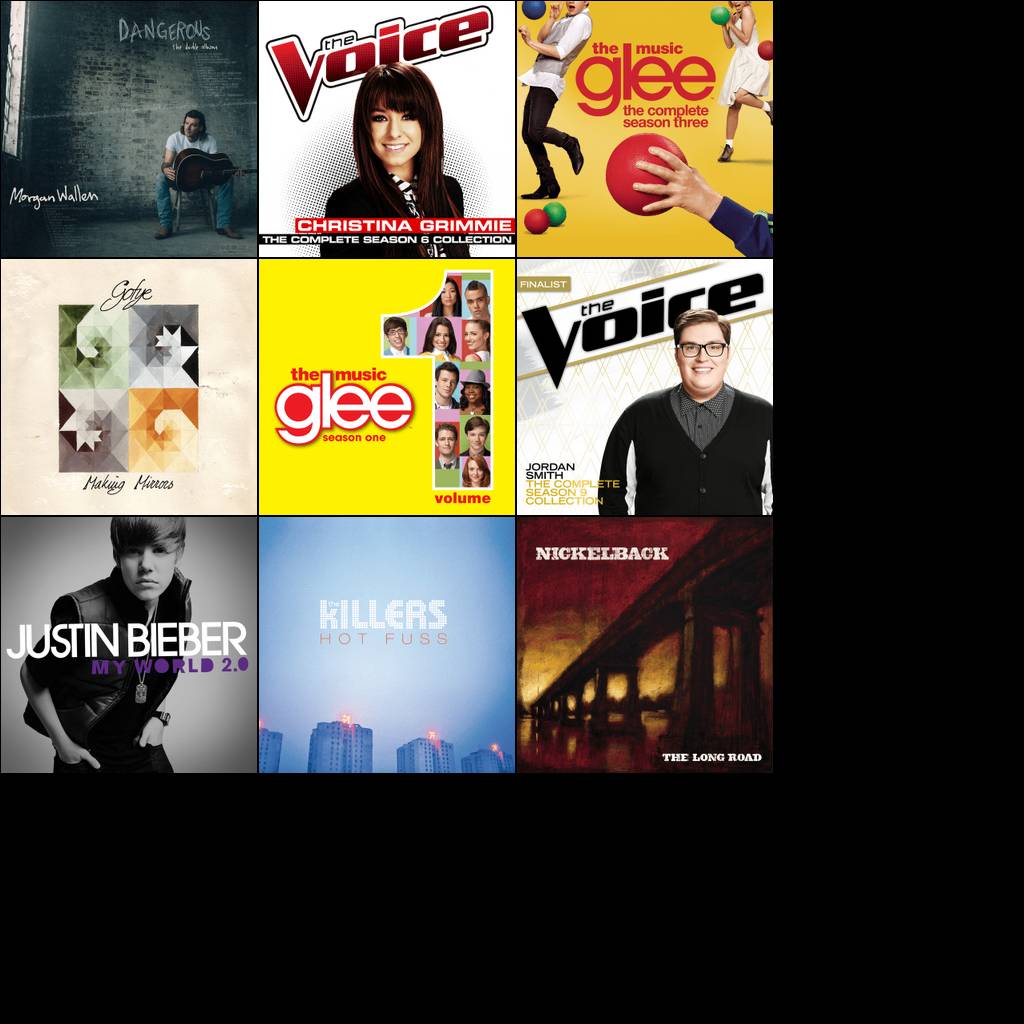 DANGEROUS
the double album
Morgan Wallen
the
Voice
CHRISTINA GRIMMIE
THE COMPLETE SEASON 6 COLLECTION
the music
glee
the complete
season three
Gotye
Making Mirrors
the music
glee
season one
1
volume
FINALIST
the
Voice
JORDAN
SMITH
THE COMPLETE
SEASON 9
COLLECTION
JUSTIN BIEBER
MY WORLD 2.0
the
KILLERS
HOT FUSS
NICKELBACK
THE LONG ROAD